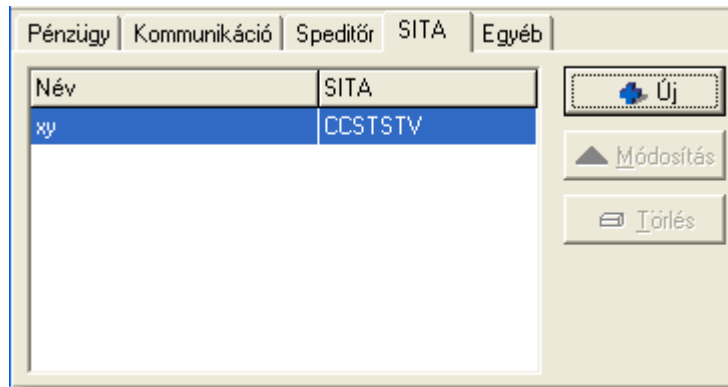 Pénzügy Kommunikáció Speditőr SITA Egyéb
Név SITA
xy CCSTSTV
Új
Módosítás
Törlés